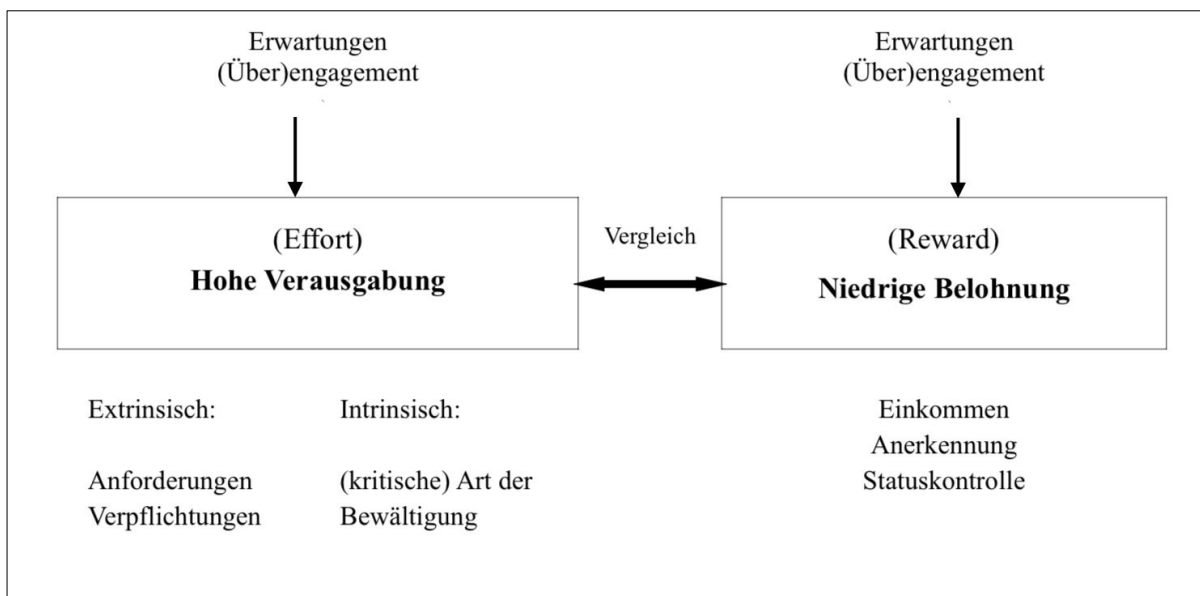 Erwartungen
(Über)engagement
Erwartungen
(Über)engagement
(Effort)
Hohe Verausgabung
Vergleich
(Reward)
Niedrige Belohnung
Extrinsisch:
Anforderungen
Verpflichtungen
Intrinsisch:
(kritische) Art der
Bewältigung
Einkommen
Anerkennung
Statuskontrolle